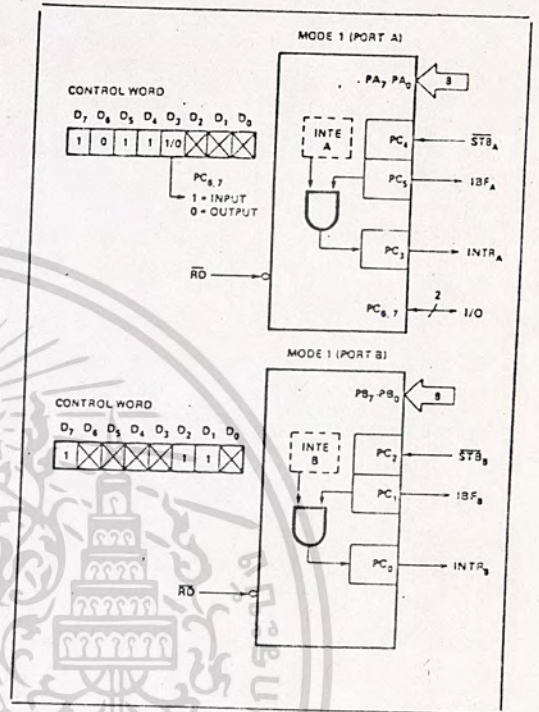 MODE 1 (PORT A)
PA7-PA0
8
CONTROL WORD
D7 D6 D5 D4 D3 D2 D1 D0
1 0 1 1 1/0
PC6,7
1 = INPUT
0 = OUTPUT
INTE
A
PC4
STBA
PC5
IBFA
PC3
INTRA
RD
PC6,7
2
I/O
MODE 1 (PORT B)
PB7-PB0
8
CONTROL WORD
D7 D6 D5 D4 D3 D2 D1 D0
1 1 1
INTE
B
PC2
STBB
PC1
IBFB
PC0
INTRB
RD